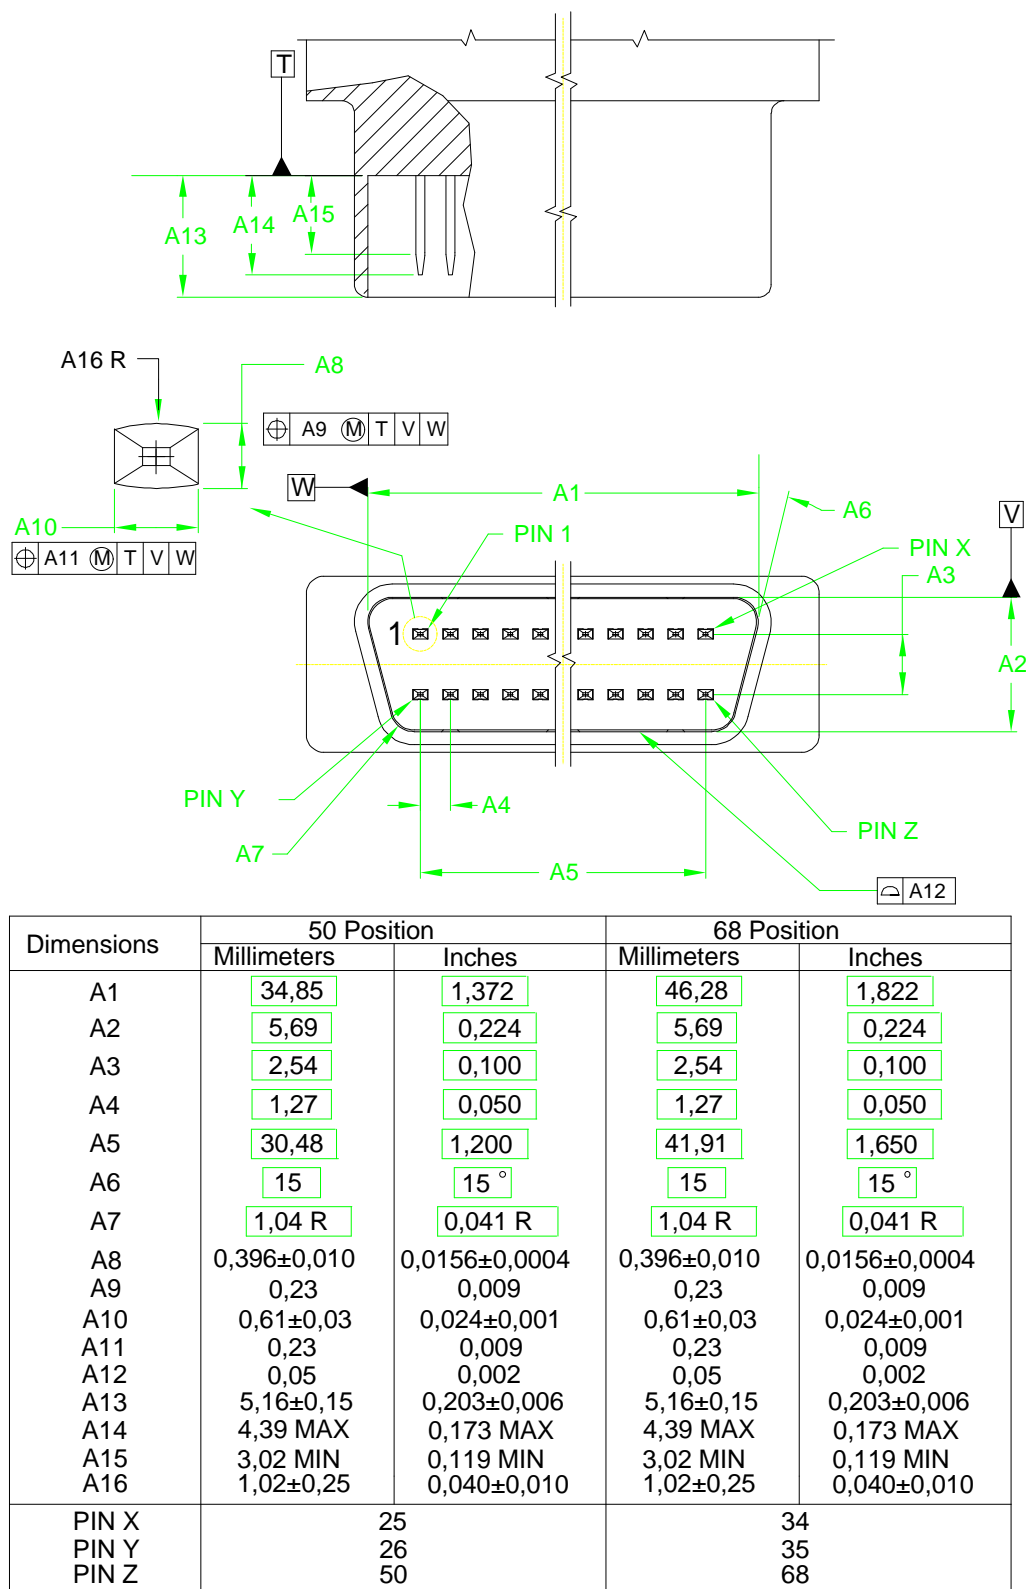 T
A15
A14
A13
A16 R
A8
A9 Ⓜ T V W
W
A1
A6
V
A10
PIN 1
PIN X
A11 Ⓜ T V W
A3
1
A2
PIN Y
A4
PIN Z
A7
A5
A12
Dimensions 50 Position 68 Position
Millimeters Inches Millimeters Inches
A1 34,85 1,372 46,28 1,822
A2 5,69 0,224 5,69 0,224
A3 2,54 0,100 2,54 0,100
A4 1,27 0,050 1,27 0,050
A5 30,48 1,200 41,91 1,650
A6 15 15 ° 15 15 °
A7 1,04 R 0,041 R 1,04 R 0,041 R
A8 0,396±0,010 0,0156±0,0004 0,396±0,010 0,0156±0,0004
A9 0,23 0,009 0,23 0,009
A10 0,61±0,03 0,024±0,001 0,61±0,03 0,024±0,001
A11 0,23 0,009 0,23 0,009
A12 0,05 0,002 0,05 0,002
A13 5,16±0,15 0,203±0,006 5,16±0,15 0,203±0,006
A14 4,39 MAX 0,173 MAX 4,39 MAX 0,173 MAX
A15 3,02 MIN 0,119 MIN 3,02 MIN 0,119 MIN
A16 1,02±0,25 0,040±0,010 1,02±0,25 0,040±0,010
PIN X 25 34
PIN Y 26 35
PIN Z 50 68